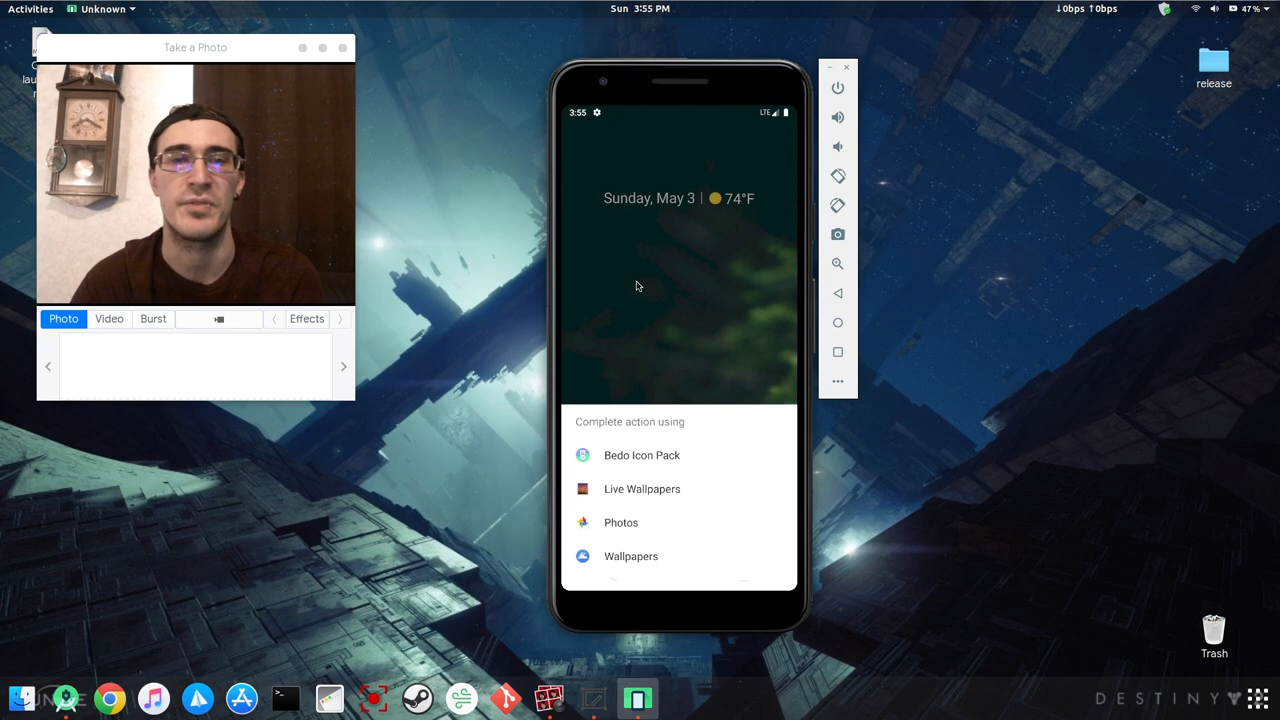 Activities
Unknown
Sun 3:55 PM
↓0bps ↑0bps
47%
Take a Photo
Photo
Video
Burst
Effects
3:55
LTE
Sunday, May 3 | 74°F
Complete action using
Bedo Icon Pack
Live Wallpapers
Photos
Wallpapers
release
Trash
DESTINY